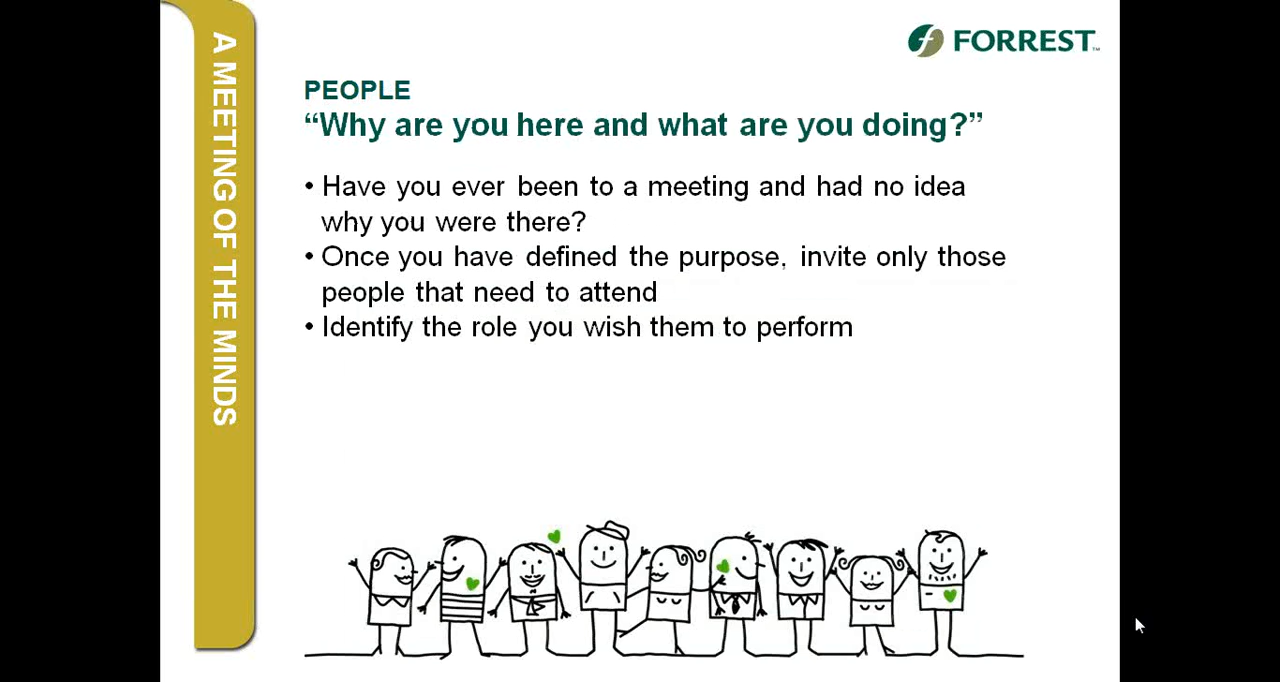 A MEETING OF THE MINDS
FORREST™
PEOPLE
“Why are you here and what are you doing?”
• Have you ever been to a meeting and had no idea
why you were there?
• Once you have defined the purpose, invite only those
people that need to attend
• Identify the role you wish them to perform